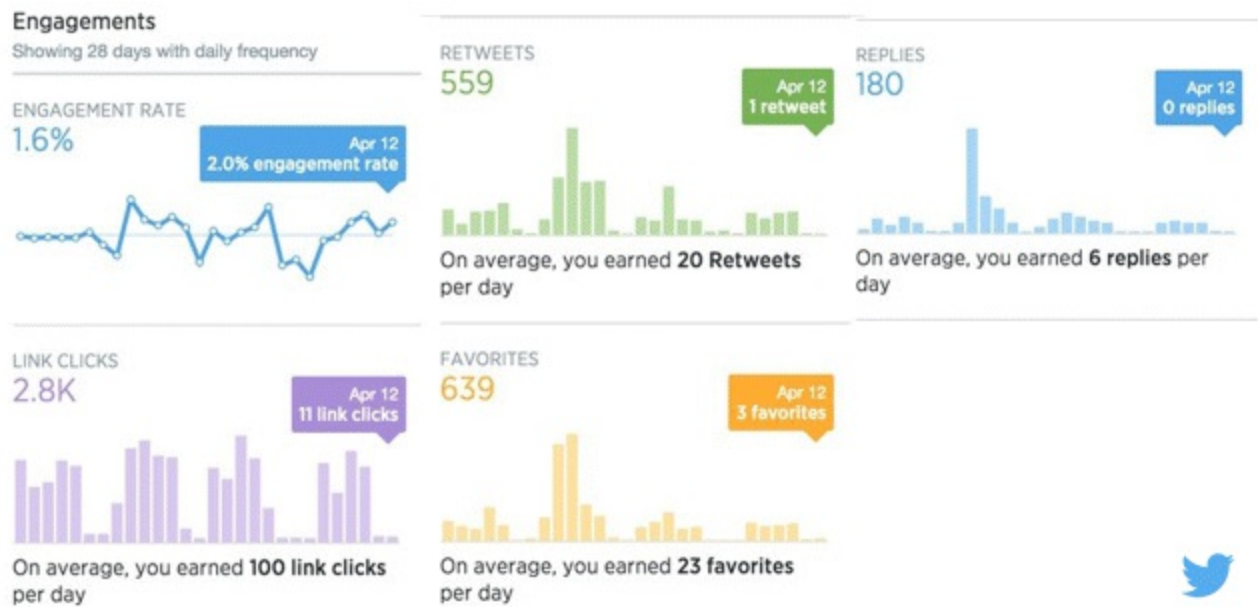 Engagements
Showing 28 days with daily frequency
ENGAGEMENT RATE
1.6%
Apr 12
2.0% engagement rate
RETWEETS
559
Apr 12
1 retweet
On average, you earned 20 Retweets
per day
REPLIES
180
Apr 12
0 replies
On average, you earned 6 replies per
day
LINK CLICKS
2.8K
Apr 12
11 link clicks
On average, you earned 100 link clicks
per day
FAVORITES
639
Apr 12
3 favorites
On average, you earned 23 favorites
per day